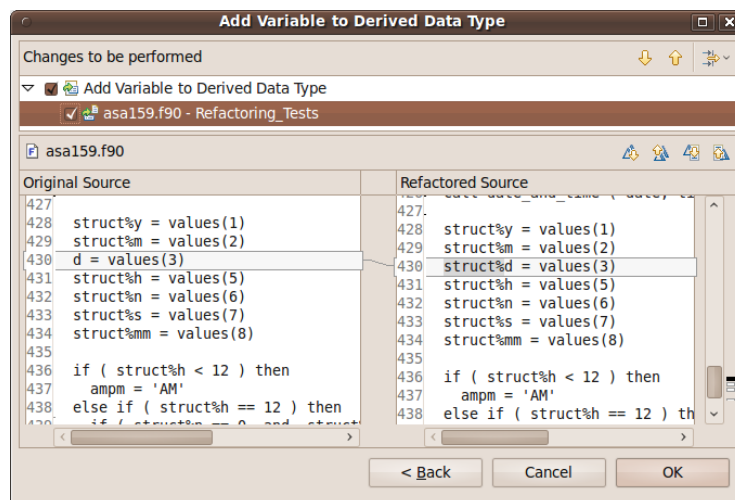 Add Variable to Derived Data Type
Changes to be performed
Add Variable to Derived Data Type
asa159.f90 - Refactoring_Tests
asa159.f90
Original Source
427
428 struct%y = values(1)
429 struct%m = values(2)
430 d = values(3)
431 struct%h = values(5)
432 struct%n = values(6)
433 struct%s = values(7)
434 struct%mm = values(8)
435
436 if ( struct%h < 12 ) then
437 ampm = 'AM'
438 else if ( struct%h == 12 ) then
Refactored Source
427
428 struct%y = values(1)
429 struct%m = values(2)
430 struct%d = values(3)
431 struct%h = values(5)
432 struct%n = values(6)
433 struct%s = values(7)
434 struct%mm = values(8)
435
436 if ( struct%h < 12 ) then
437 ampm = 'AM'
438 else if ( struct%h == 12 ) th
< Back
Cancel
OK